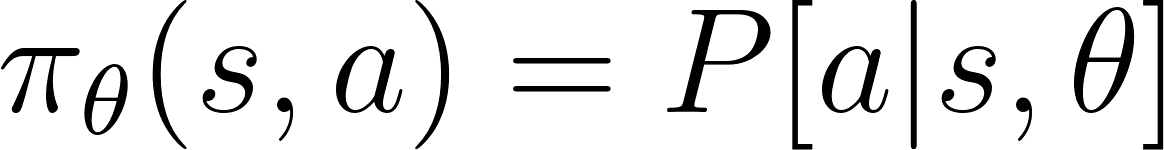 π_θ(s, a) = P[a|s, θ]